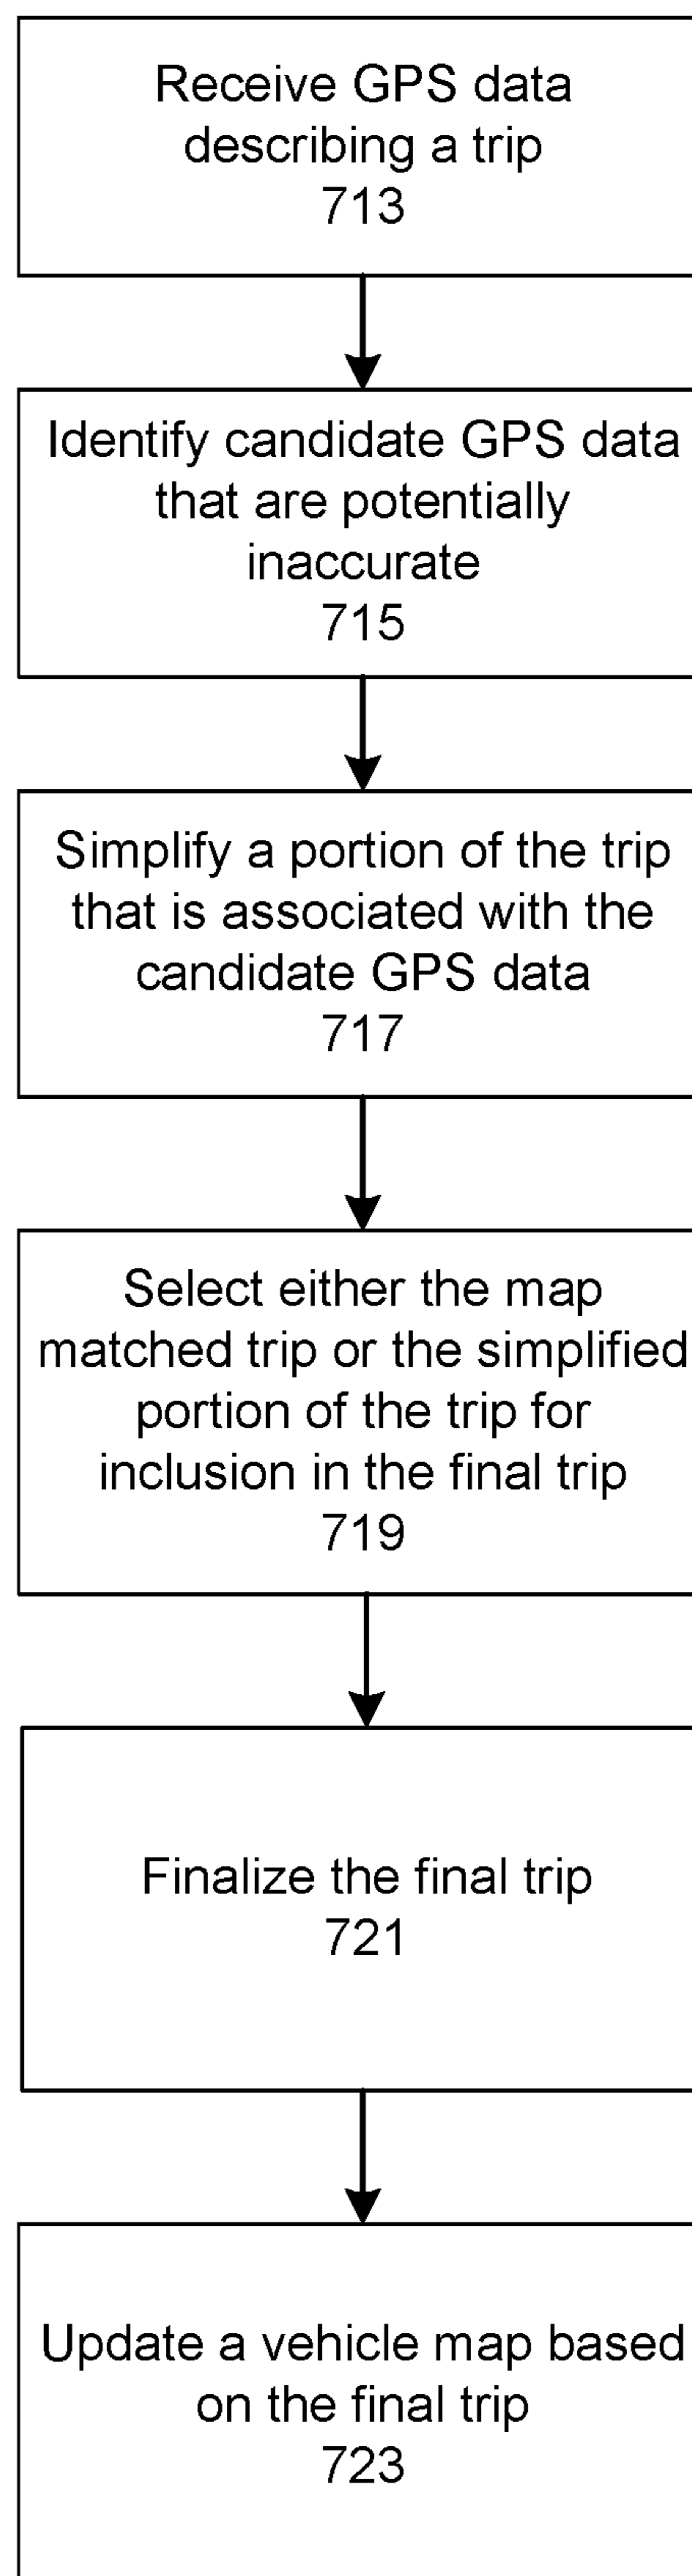 Receive GPS data
describing a trip
713
Identify candidate GPS data
that are potentially
inaccurate
715
Simplify a portion of the trip
that is associated with the
candidate GPS data
717
Select either the map
matched trip or the simplified
portion of the trip for
inclusion in the final trip
719
Finalize the final trip
721
Update a vehicle map based
on the final trip
723